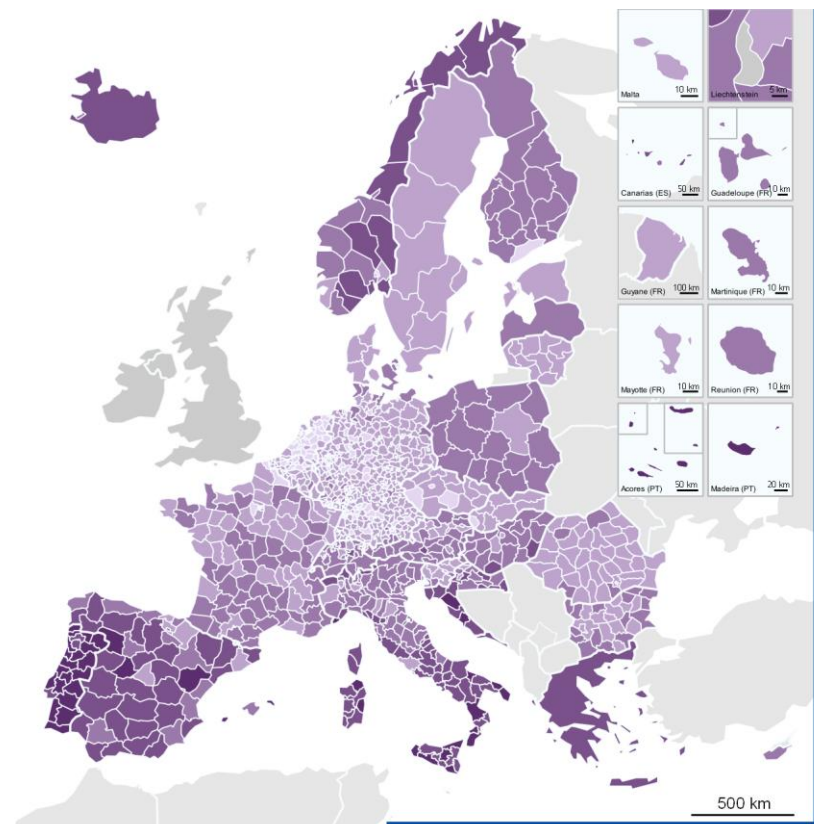 Malta
10 km
Liechtenstein
5 km
Canarias (ES)
50 km
Guadeloupe (FR)
10 km
Guyane (FR)
100 km
Martinique (FR)
10 km
Mayotte (FR)
10 km
Reunion (FR)
10 km
Acores (PT)
50 km
Madeira (PT)
20 km
500 km